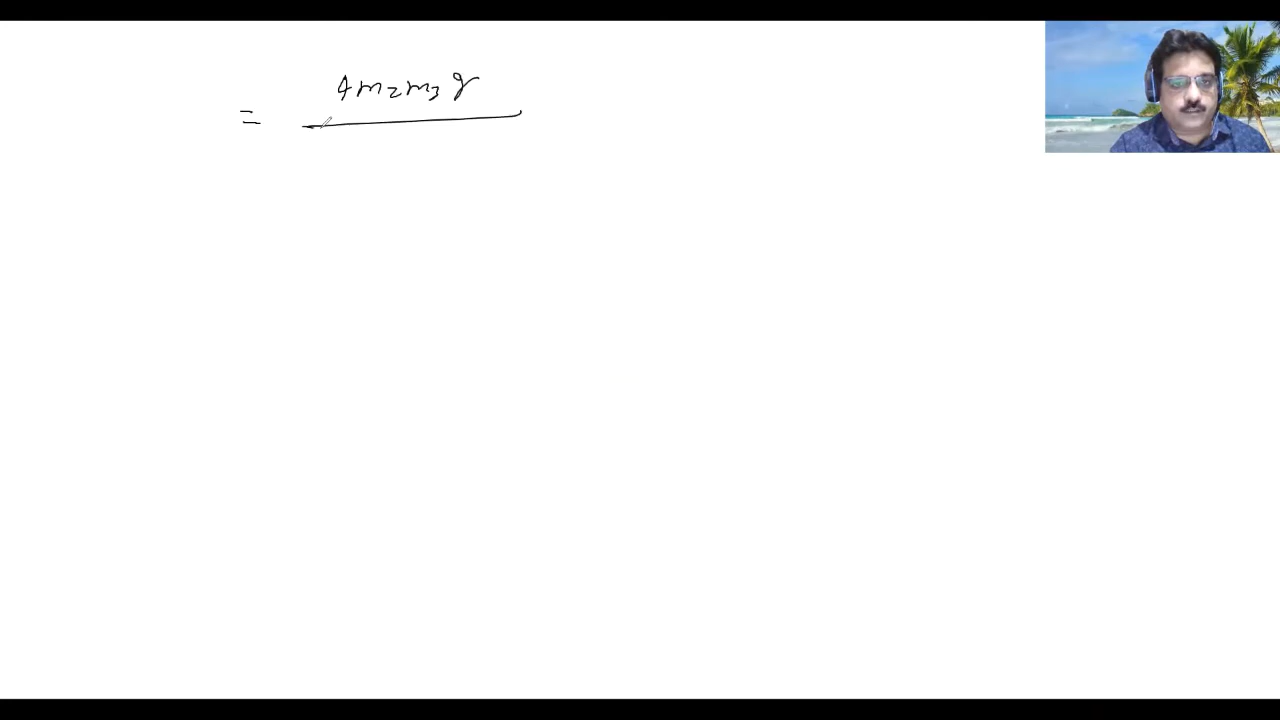 = 4m₂m₃g